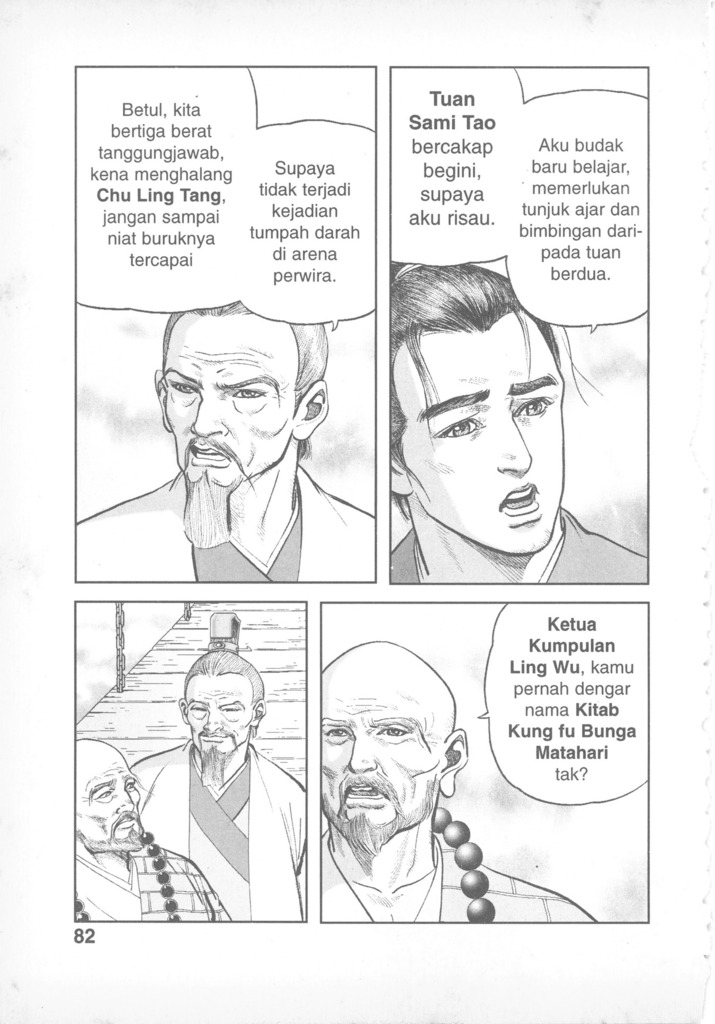 Betul, kita
bertiga berat
tanggungjawab,
kena menghalang
Chu Ling Tang,
jangan sampai
niat buruknya
tercapai
Supaya
tidak terjadi
kejadian
tumpah darah
di arena
perwira.
Tuan
Sami Tao
bercakap
begini,
supaya
aku risau.
Aku budak
baru belajar,
memerlukan
tunjuk ajar dan
bimbingan dari-
pada tuan
berdua.
Ketua
Kumpulan
Ling Wu, kamu
pernah dengar
nama Kitab
Kung fu Bunga
Matahari
tak?
82